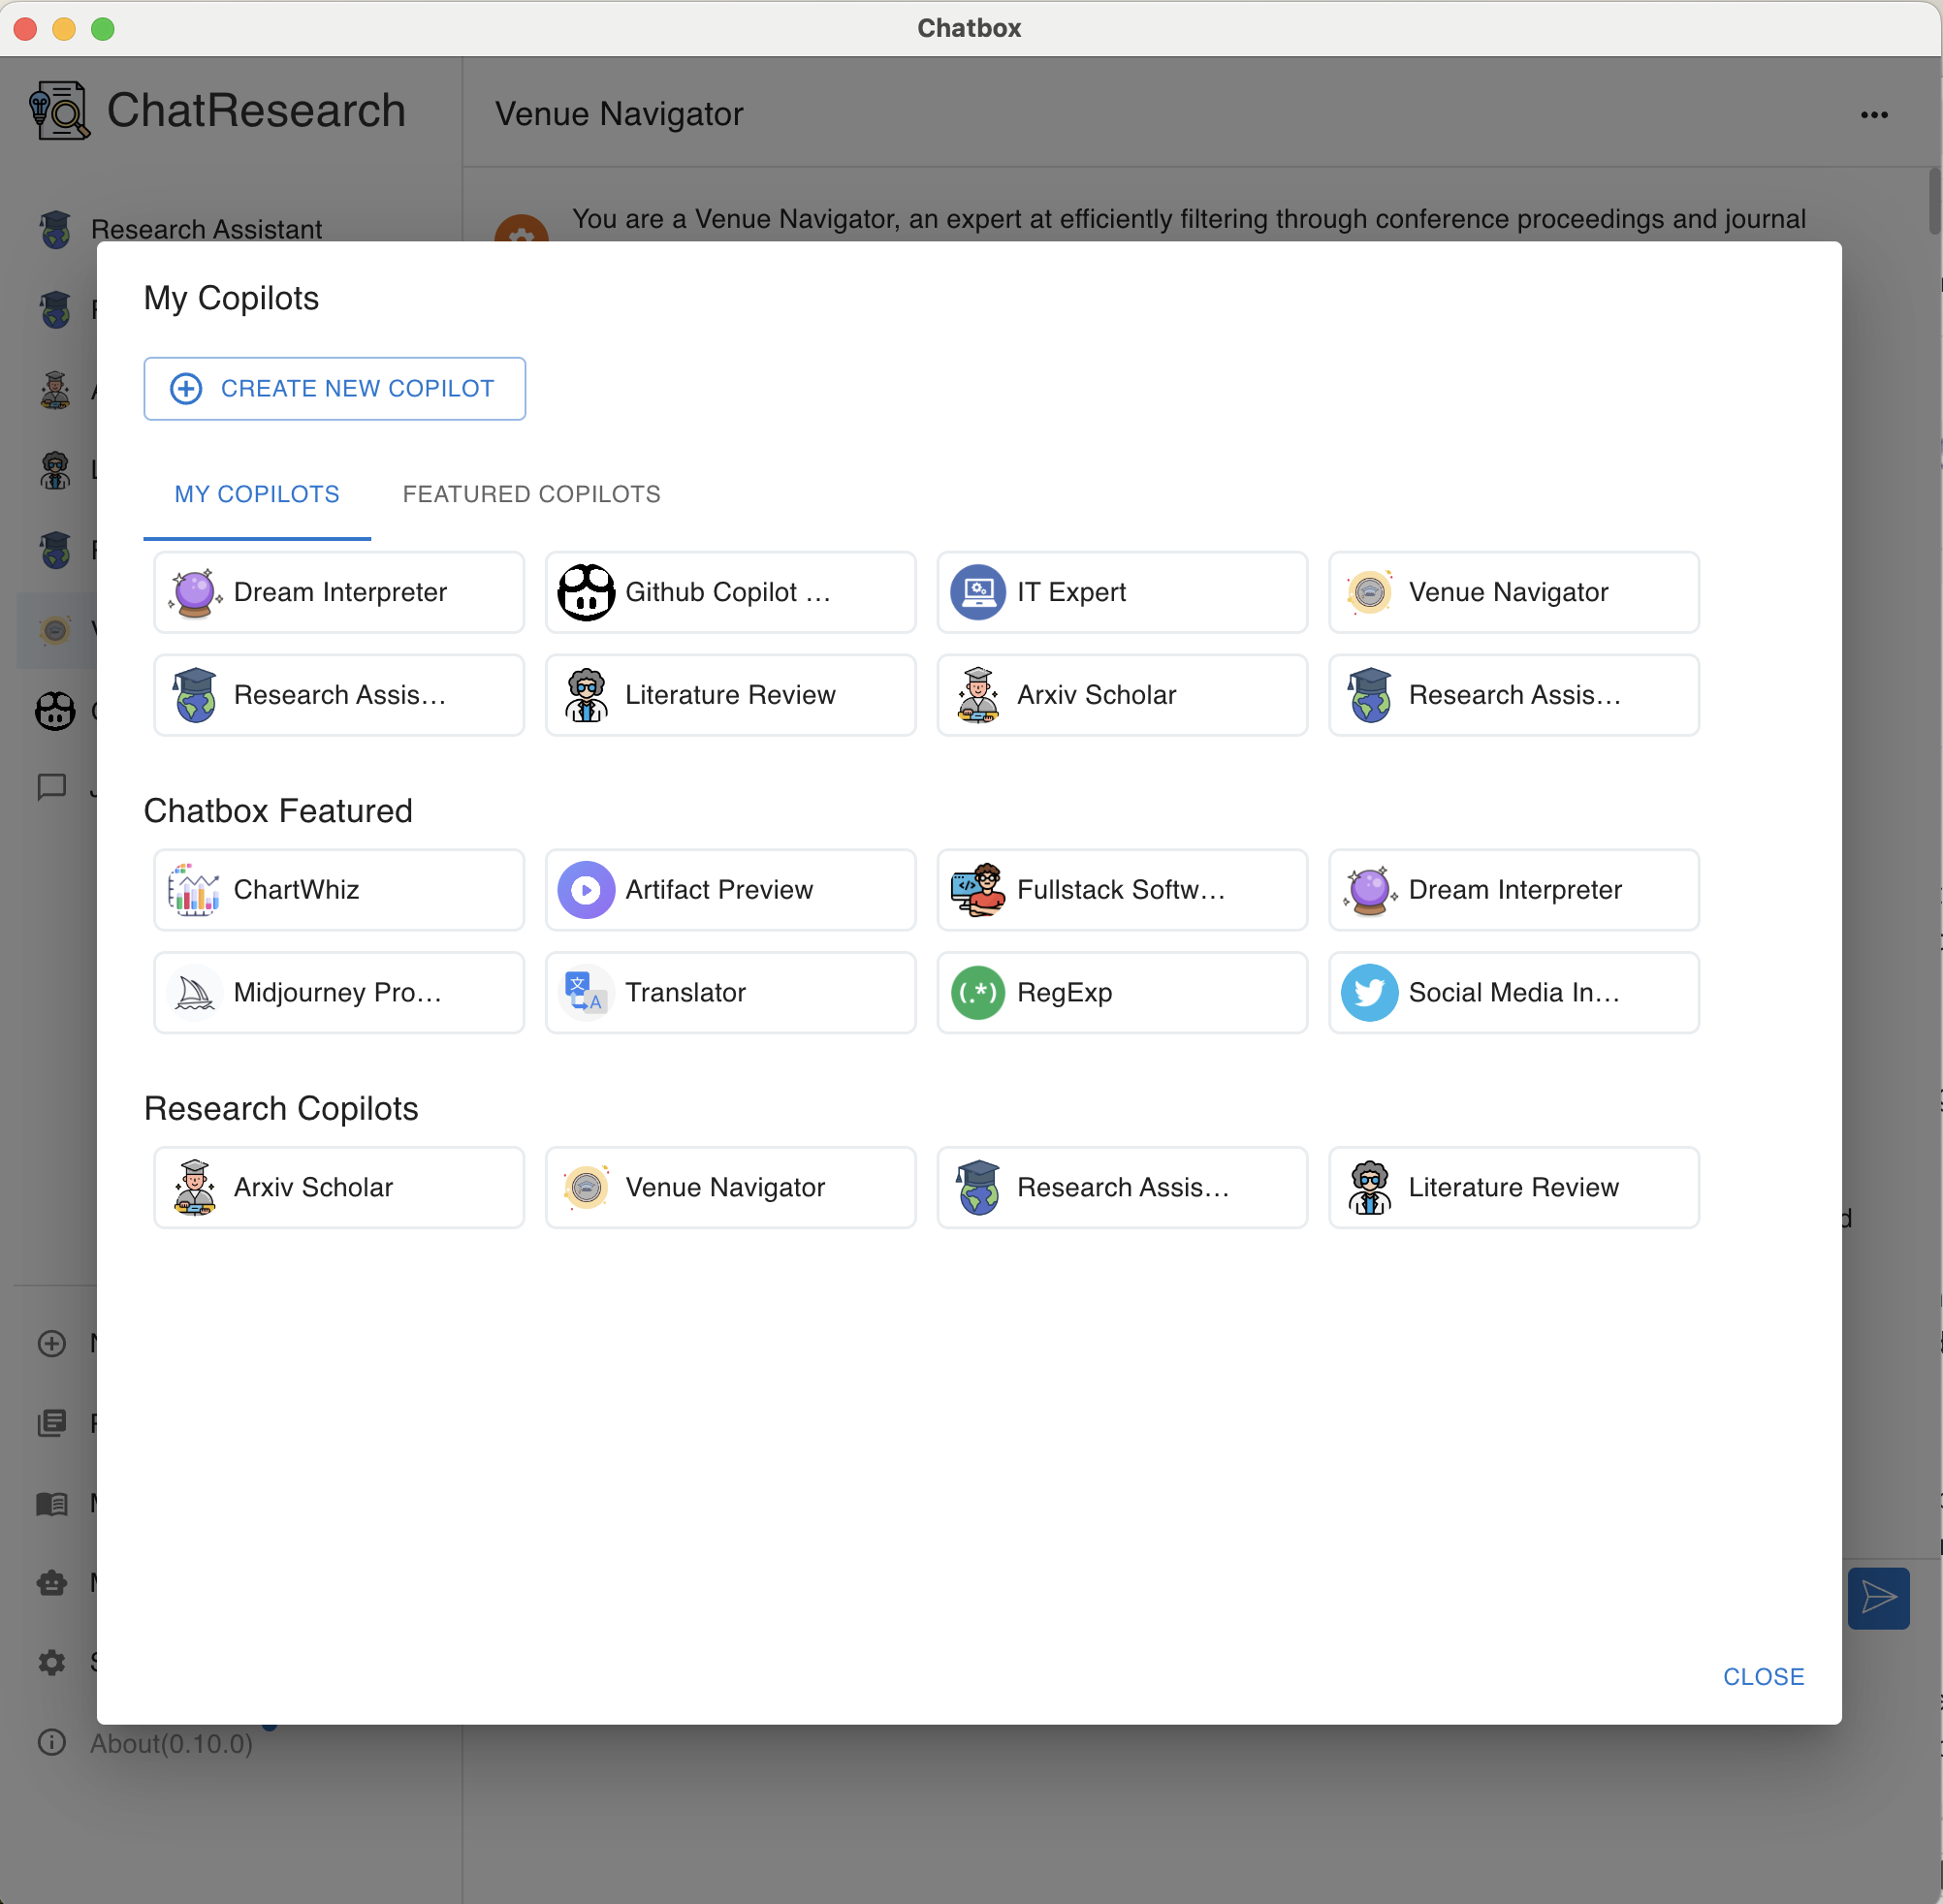 Chatbox
ChatResearch
Venue Navigator
Research Assistant
You are a Venue Navigator, an expert at efficiently filtering through conference proceedings and journal
My Copilots
CREATE NEW COPILOT
MY COPILOTS
FEATURED COPILOTS
Dream Interpreter
Github Copilot ...
IT Expert
Venue Navigator
Research Assis...
Literature Review
Arxiv Scholar
Research Assis...
Chatbox Featured
ChartWhiz
Artifact Preview
Fullstack Softw...
Dream Interpreter
Midjourney Pro...
Translator
(.*) RegExp
Social Media In...
Research Copilots
Arxiv Scholar
Venue Navigator
Research Assis...
Literature Review
CLOSE
About(0.10.0)